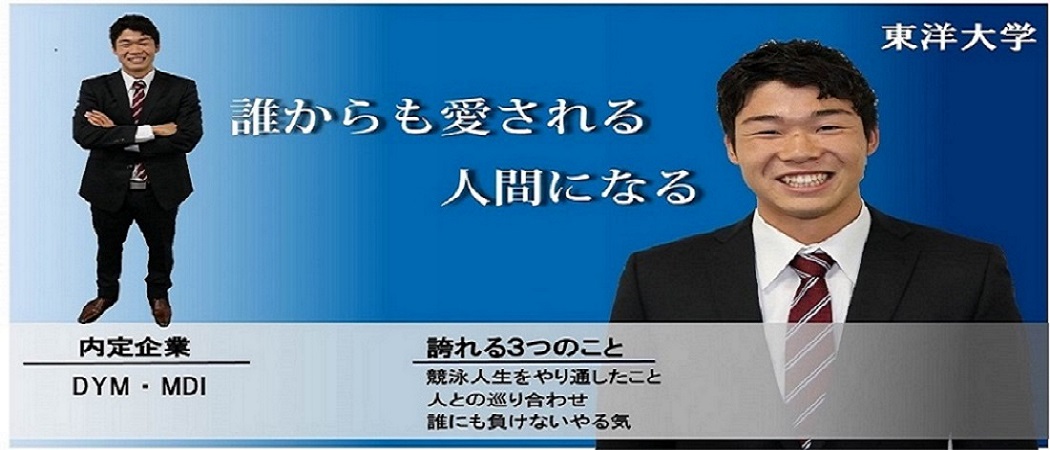 東洋大学
誰からも愛される
人間になる
内定企業
DYM・MDI
誇れる3つのこと
競泳人生をやり通したこと
人との巡り合わせ
誰にも負けないやる気